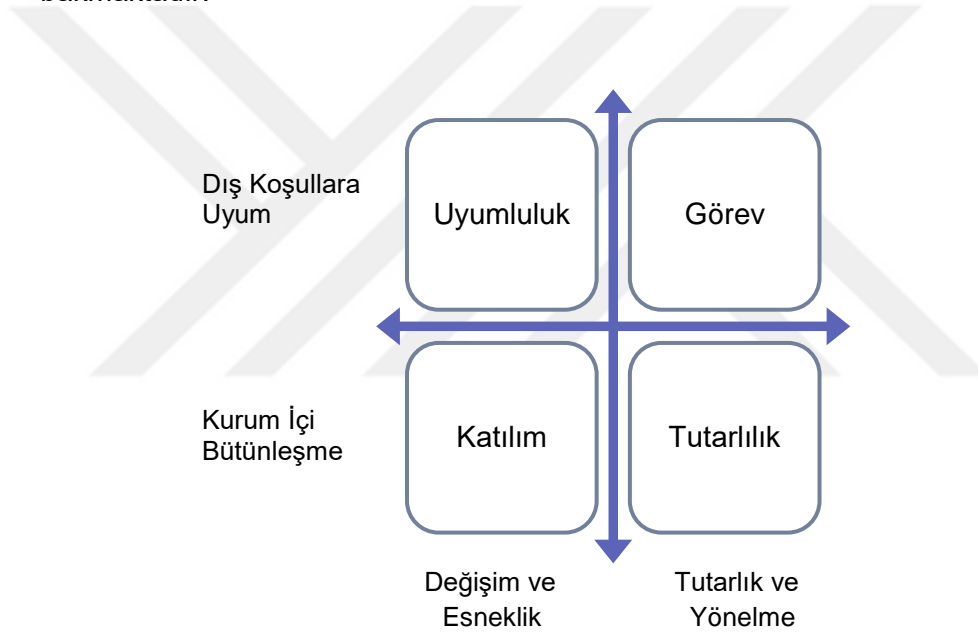 Dış Koşullara
Uyum
Uyumluluk
Görev
Kurum İçi
Bütünleşme
Katılım
Tutarlılık
Değişim ve
Esneklik
Tutarlık ve
Yönelme